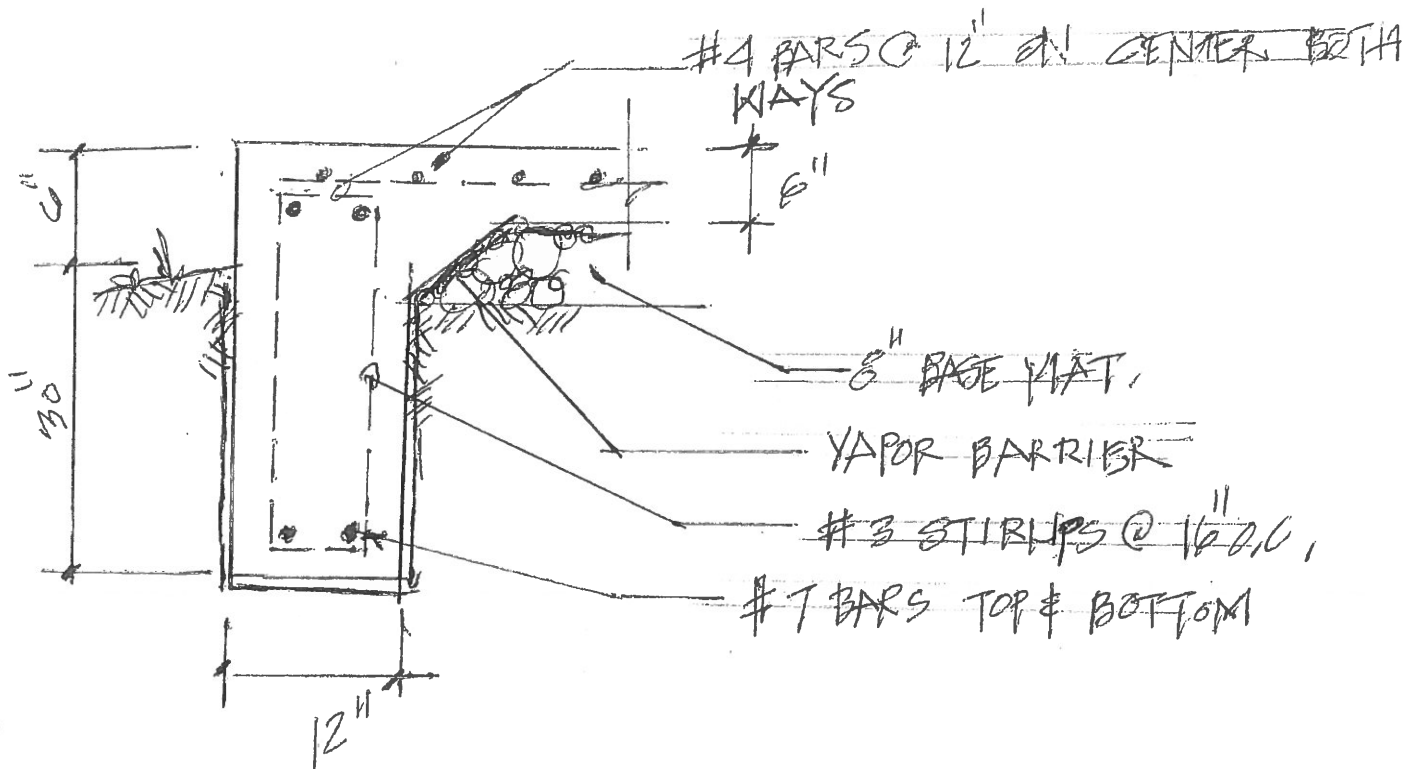 #4 BARS @ 12" ON CENTER BOTH
WAYS
6"
6"
30"
8" BASE MAT.
VAPOR BARRIER
#3 STIRUPS @ 16" O.C.
#7 BARS TOP & BOTTOM
12"